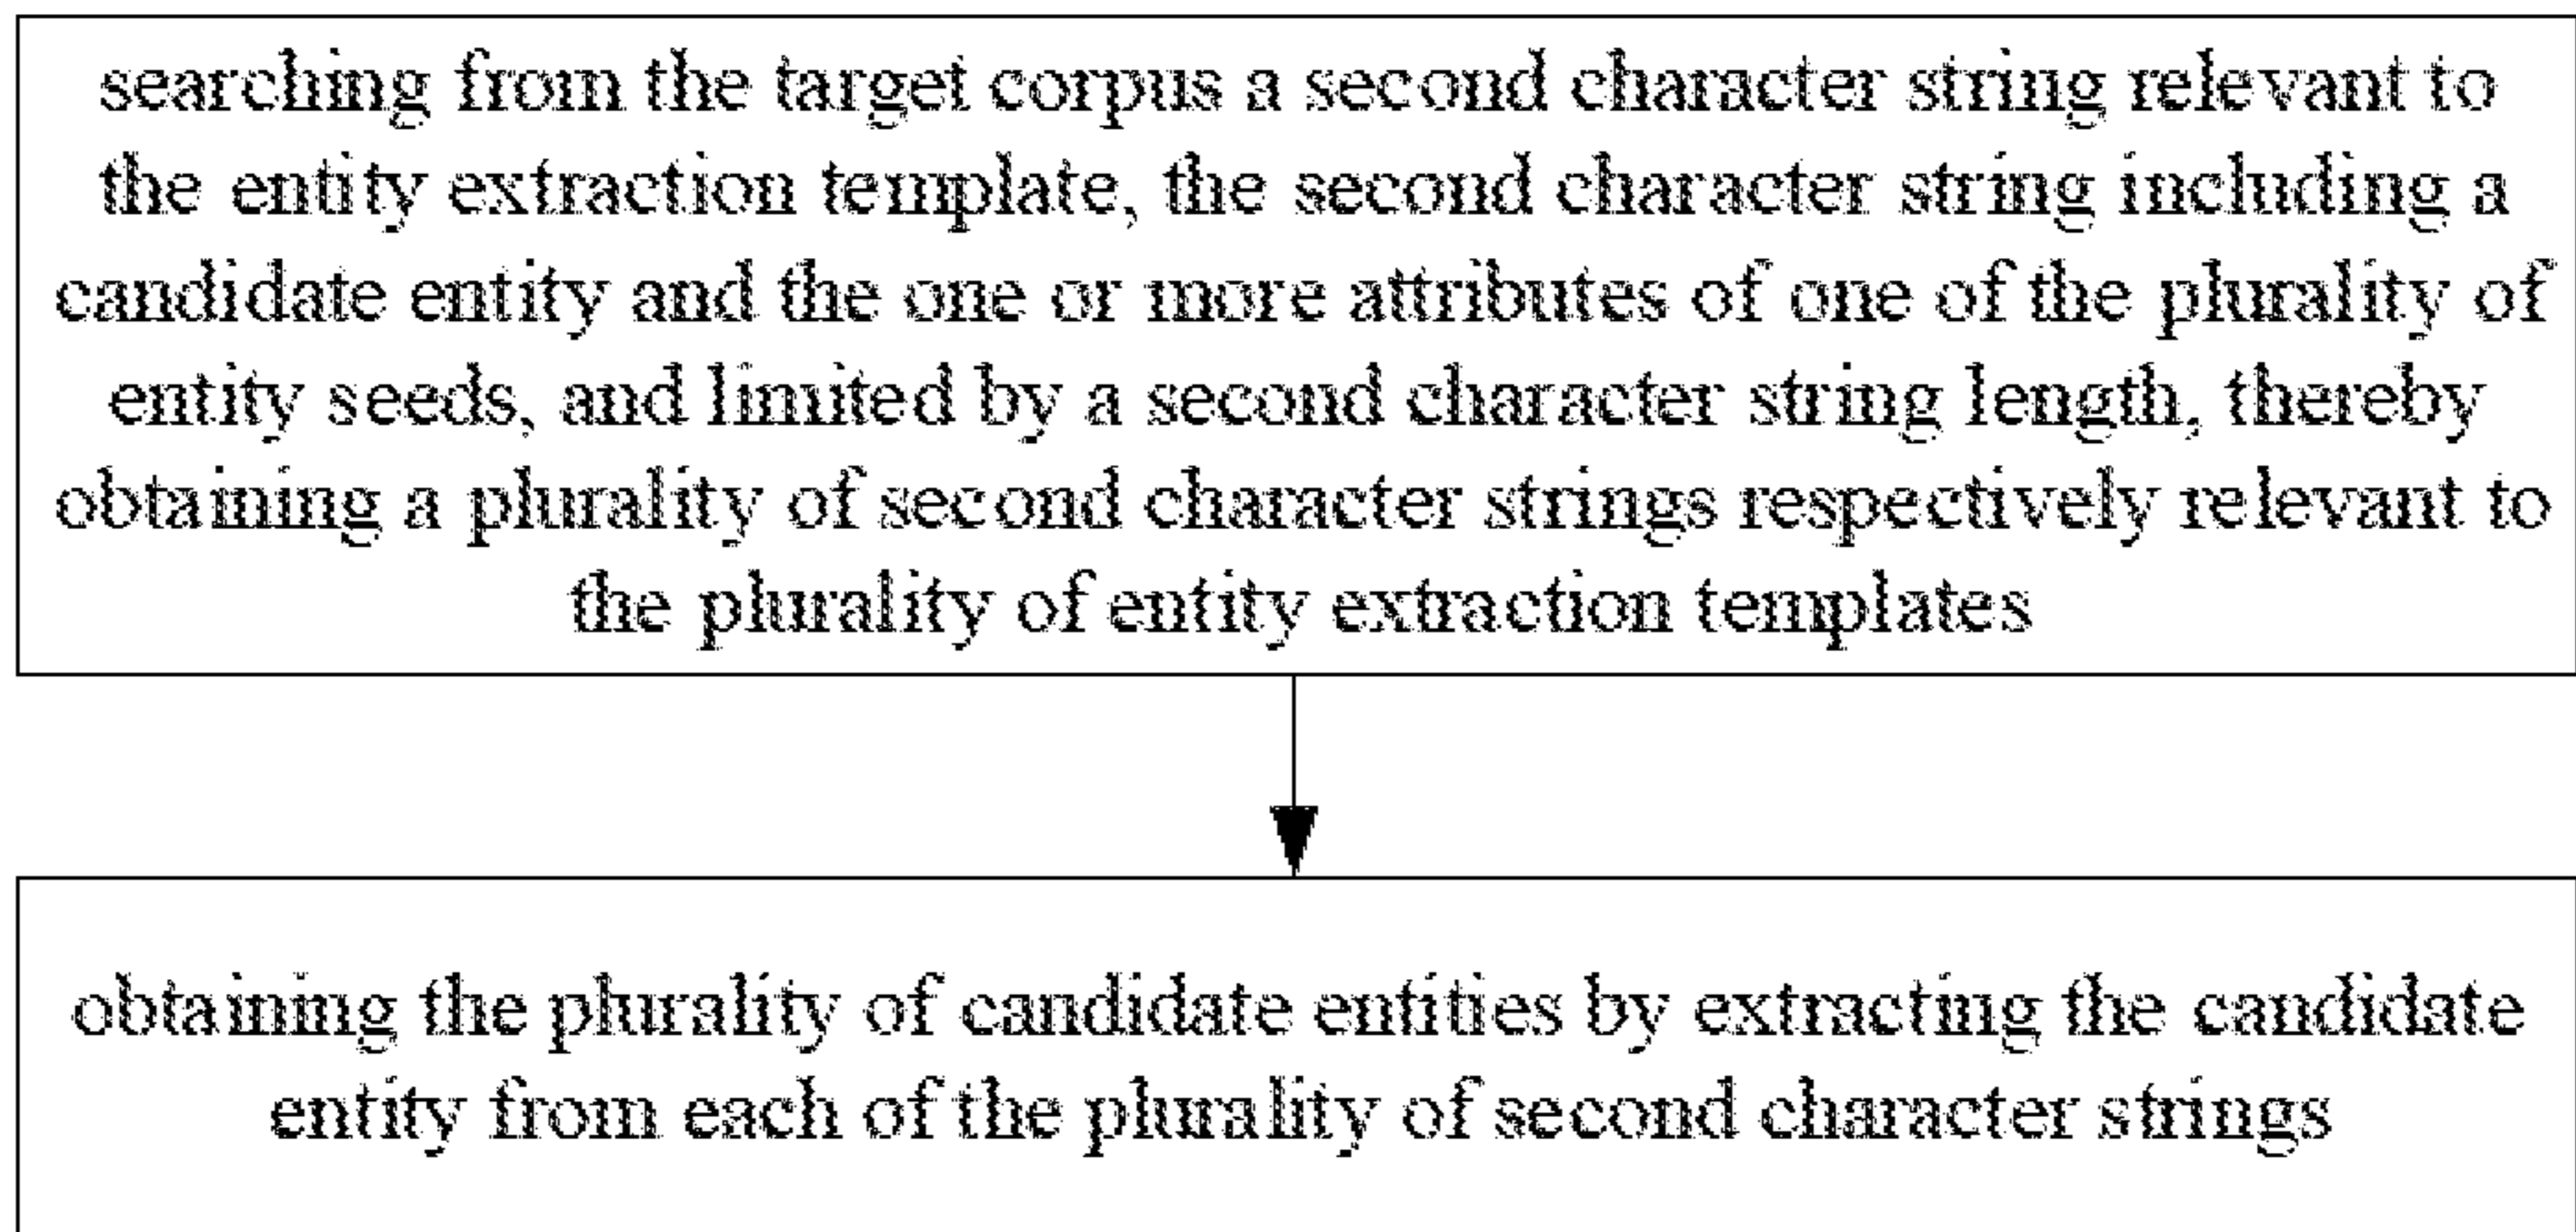 searching from the target corpus a second character string relevant to
the entity extraction template, the second character string including a
candidate entity and the one or more attributes of one of the plurality of
entity seeds, and limited by a second character string length, thereby
obtaining a plurality of second character strings respectively relevant to
the plurality of entity extraction templates
obtaining the plurality of candidate entities by extracting the candidate
entity from each of the plurality of second character strings